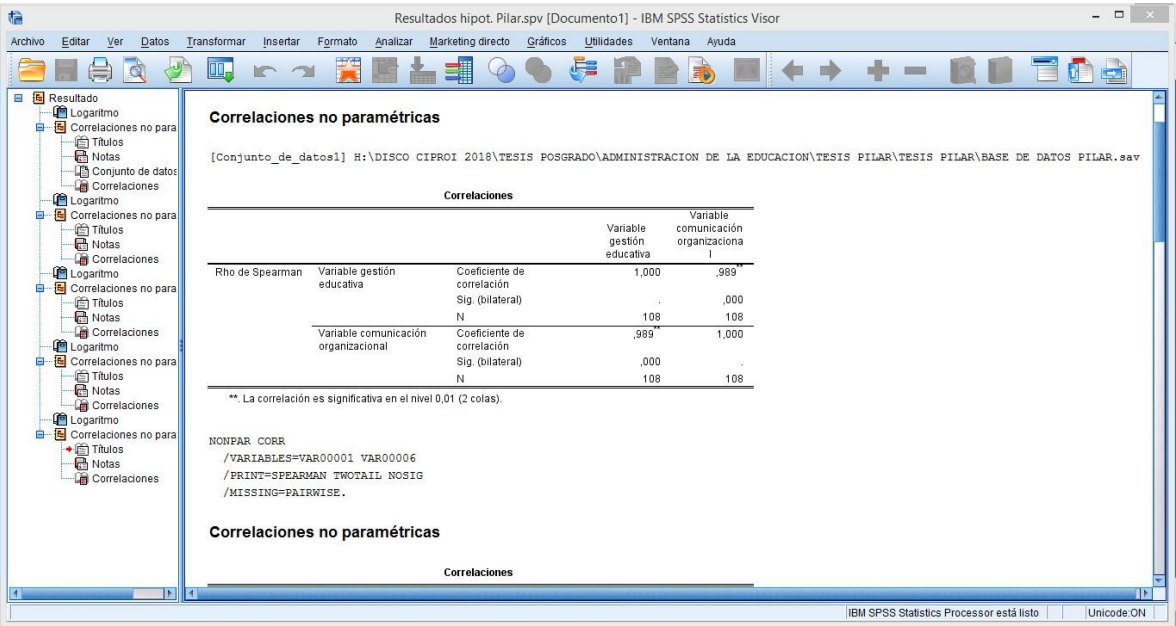 Resultados hipot. Pilar.spv [Documento1] - IBM SPSS Statistics Visor
Archivo Editar Ver Datos Transformar Insertar Formato Analizar Marketing directo Gráficos Utilidades Ventana Ayuda
Resultado
Logaritmo
Correlaciones no para
Títulos
Notas
Conjunto de datos
Correlaciones
Logaritmo
Correlaciones no para
Títulos
Notas
Correlaciones
Logaritmo
Correlaciones no para
Títulos
Notas
Correlaciones
Logaritmo
Correlaciones no para
Títulos
Notas
Correlaciones
Logaritmo
Correlaciones no para
Títulos
Notas
Correlaciones
Correlaciones no paramétricas
[Conjunto_de_datos1] H:\DISCO CIPROI 2018\TESIS POSGRADO\ADMINISTRACION DE LA EDUCACION\TESIS PILAR\TESIS PILAR\BASE DE DATOS PILAR.sav
Correlaciones
Variable gestión educativa
Variable comunicación organizaciona l
Rho de Spearman Variable gestión educativa Coeficiente de correlación 1,000 ,989**
Sig. (bilateral) . ,000
N 108 108
Variable comunicación organizacional Coeficiente de correlación ,989** 1,000
Sig. (bilateral) ,000 .
N 108 108
**. La correlación es significativa en el nivel 0,01 (2 colas).
NONPAR CORR
/VARIABLES=VAR00001 VAR00006
/PRINT=SPEARMAN TWOTAIL NOSIG
/MISSING=PAIRWISE.
Correlaciones no paramétricas
Correlaciones
IBM SPSS Statistics Processor está listo Unicode:ON